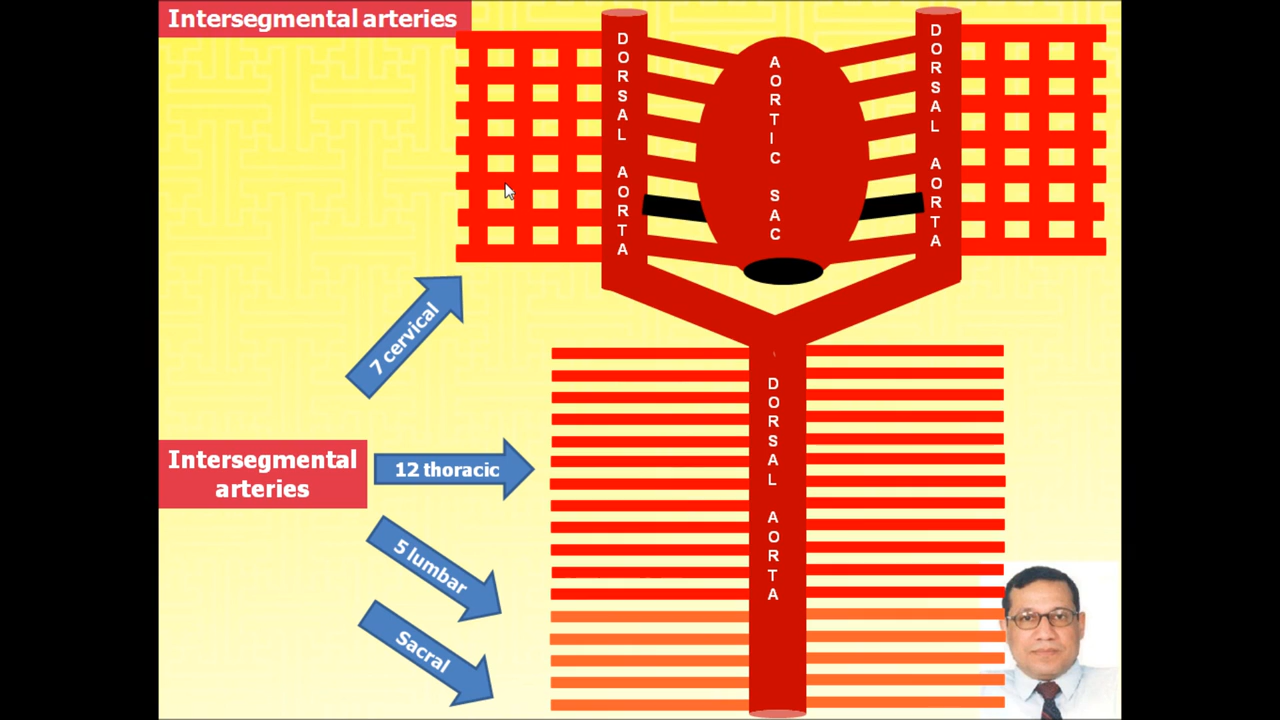 Intersegmental arteries
DORSAL AORTA
AORTIC SAC
DORSAL AORTA
7 cervical
Intersegmental
arteries
12 thoracic
5 lumbar
Sacral
DORSAL AORTA